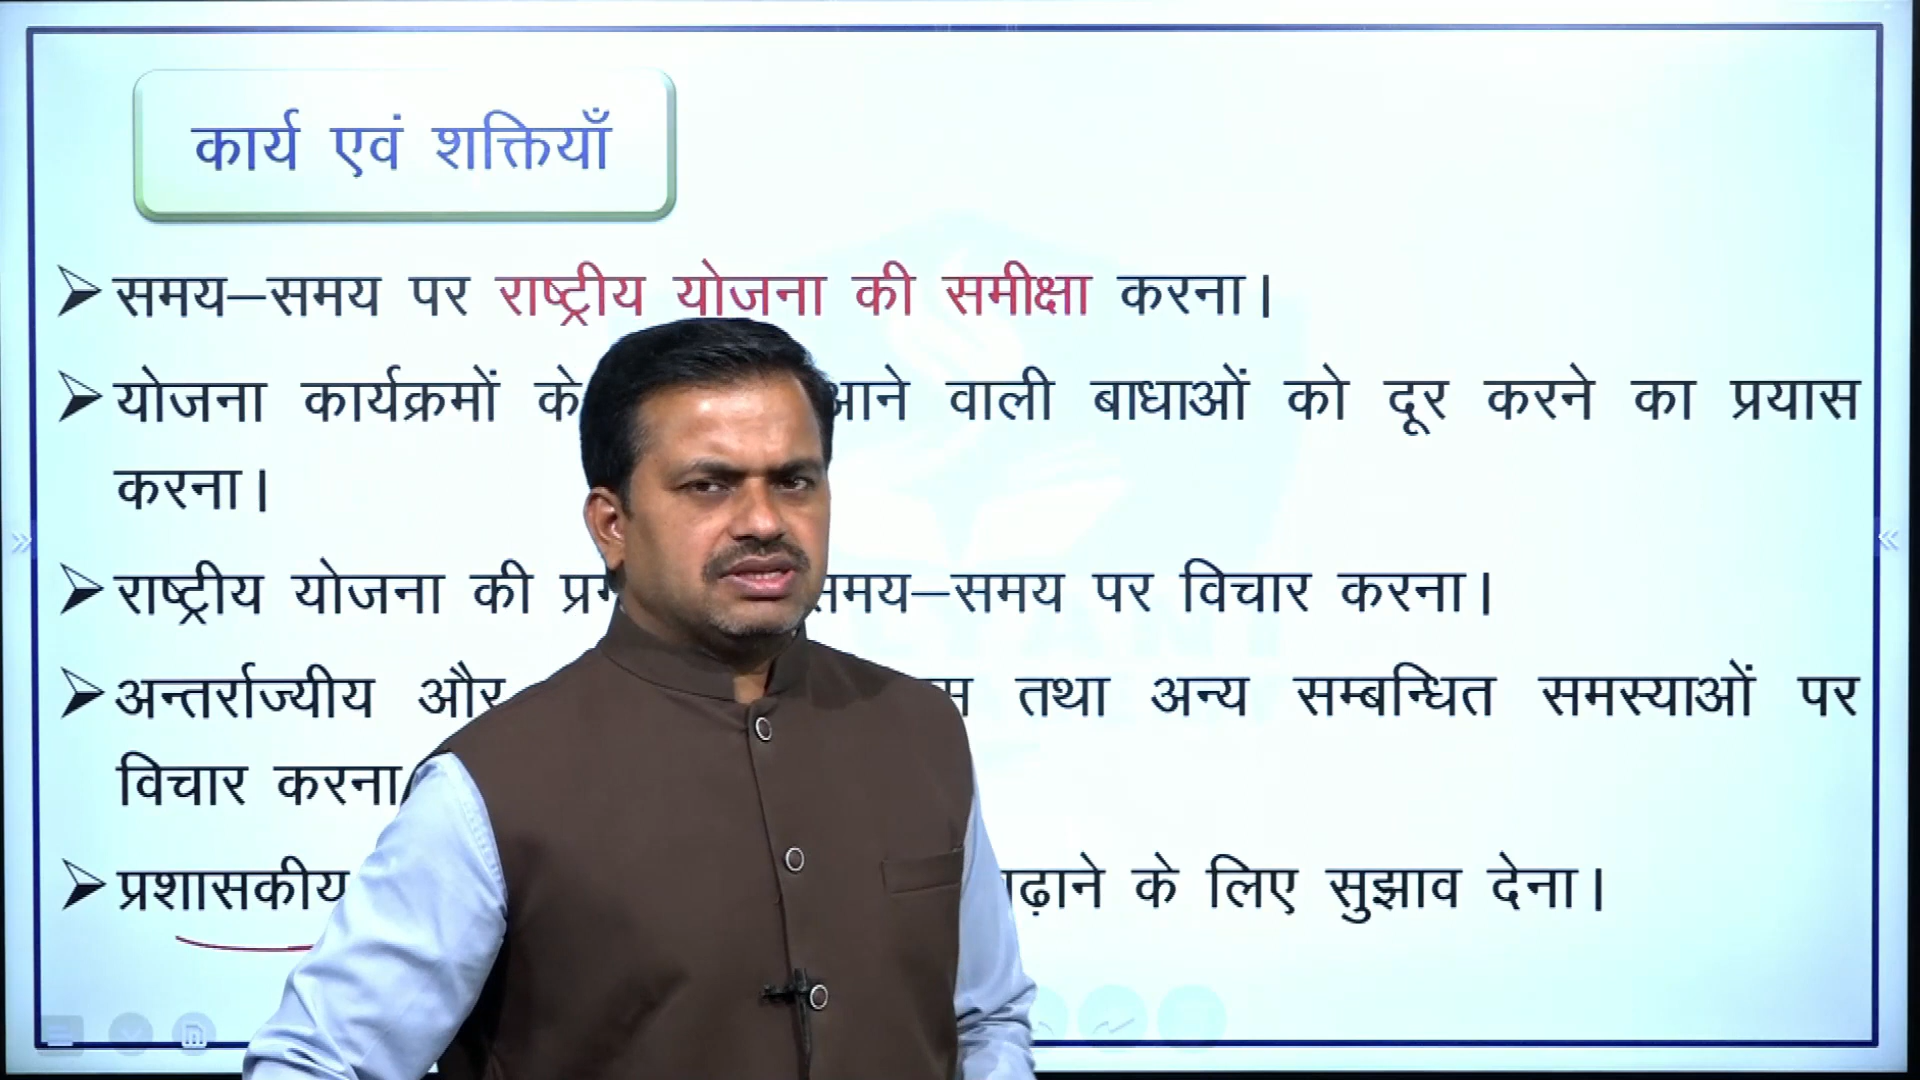 कार्य एवं शक्तियाँ
समय–समय पर राष्ट्रीय योजना की समीक्षा करना।
योजना कार्यक्रमों के आने वाली बाधाओं को दूर करने का प्रयास
करना।
राष्ट्रीय योजना की समय–समय पर विचार करना।
अन्तर्राज्यीय और तथा अन्य सम्बन्धित समस्याओं पर
विचार करना
प्रशासकीय के लिए सुझाव देना।